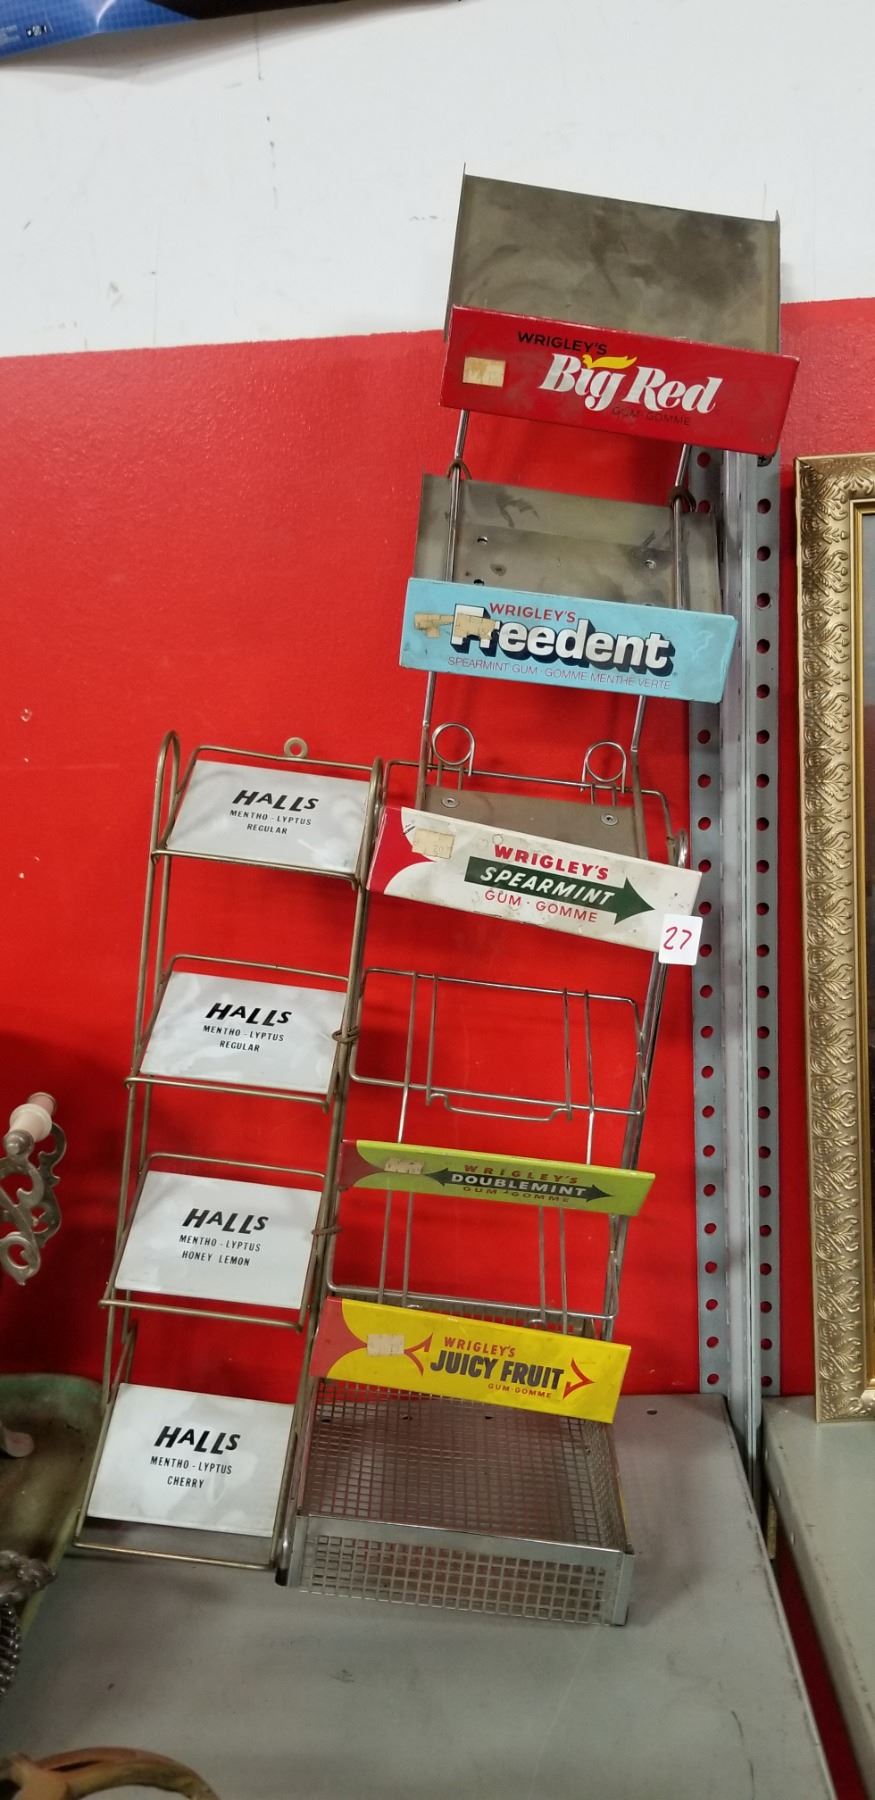 WRIGLEY'S
Big Red
GUM·GOMME
WRIGLEY'S
Freedent
SPEARMINT GUM·GOMME MENTHE VERTE
WRIGLEY'S
SPEARMINT
GUM·GOMME
27
WRIGLEY'S
DOUBLEMINT
GUM·GOMME
WRIGLEY'S
JUICY FRUIT
GUM·GOMME
HALLS
MENTHO-LYPTUS
REGULAR
HALLS
MENTHO-LYPTUS
REGULAR
HALLS
MENTHO-LYPTUS
HONEY LEMON
HALLS
MENTHO-LYPTUS
CHERRY